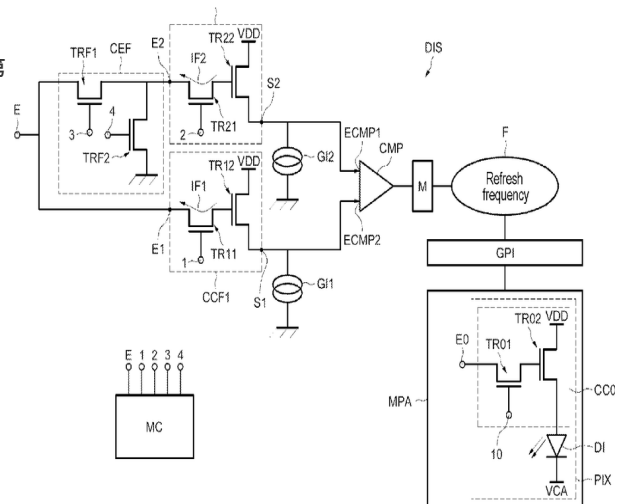 DIS
TR22
VDD
TRF1
CEF
E2
IF2
S2
E
3
4
2
TR21
TRF2
GI2
ECMP1
CMP
F
M
Refresh
frequency
TR12
VDD
IF1
E1
ECMP2
GPI
1
TR11
S1
GI1
CCF1
E 1 2 3 4
MC
MPA
TR02
VDD
E0
TR01
CC0
10
DI
VCA
PIX